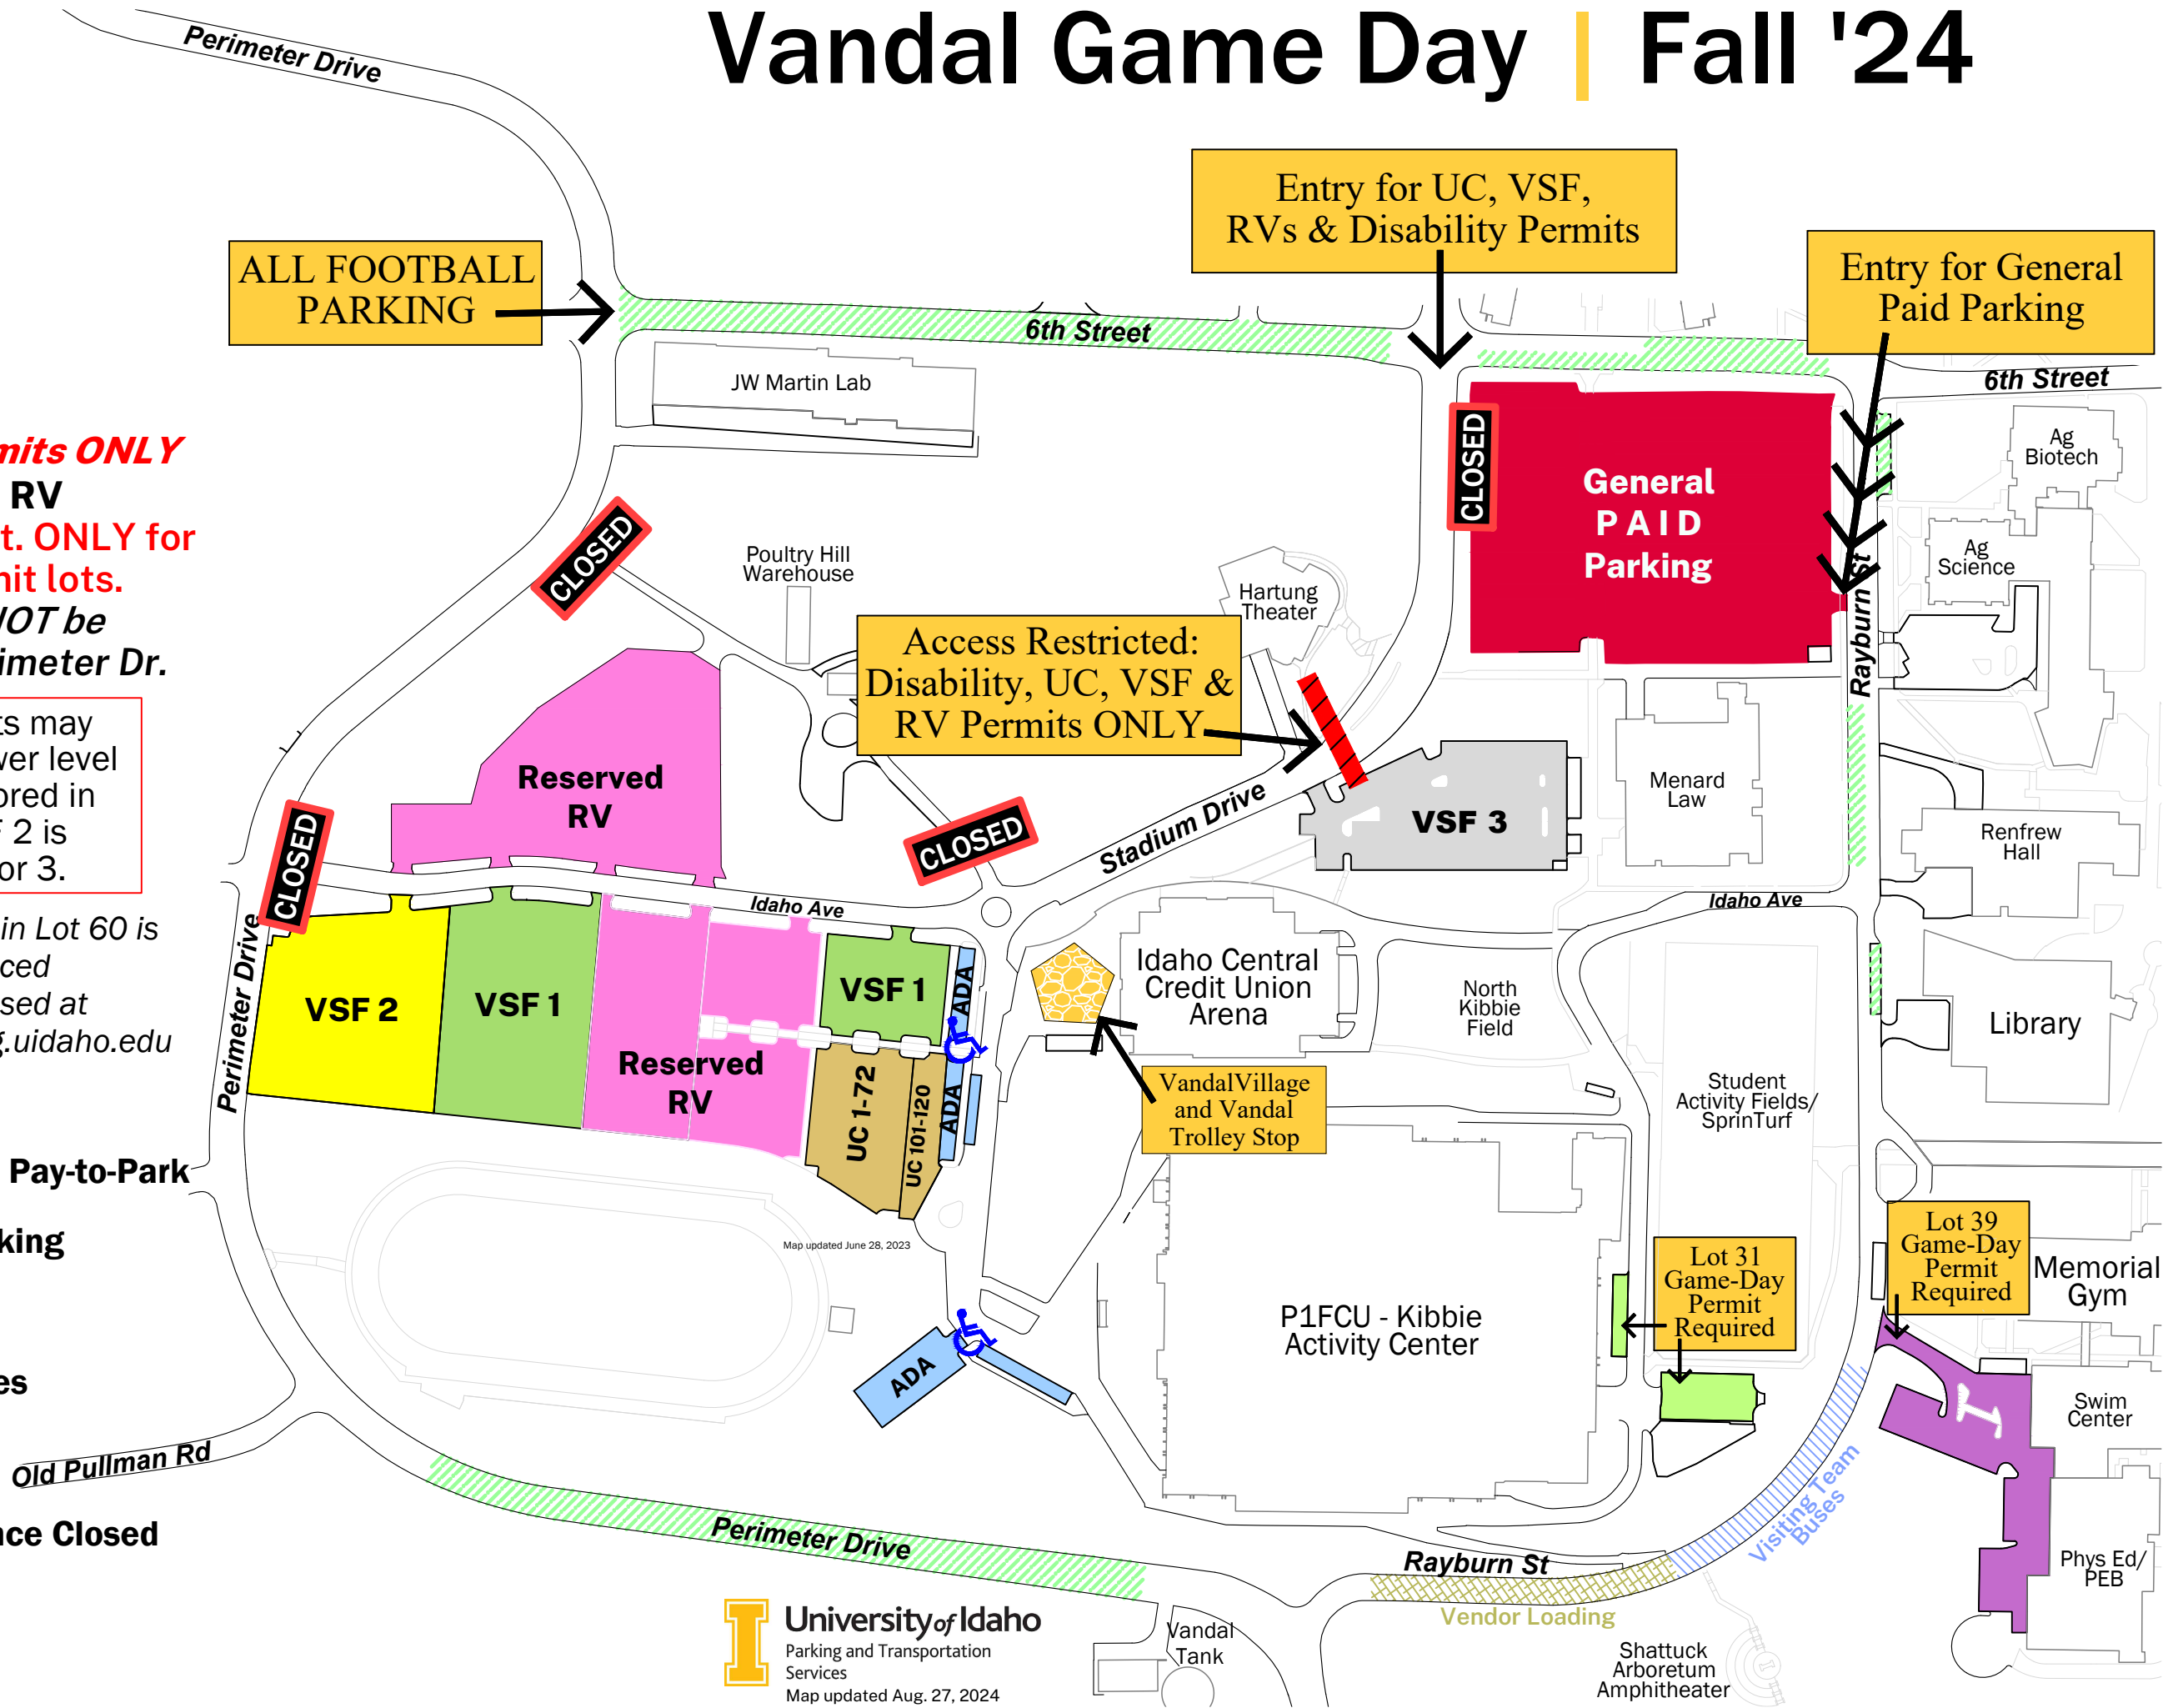 Vandal Game Day | Fall '24
Perimeter Drive
Entry for UC, VSF,
RVs & Disability Permits
ALL FOOTBALL
PARKING
Entry for General
Paid Parking
6th Street
6th Street
JW Martin Lab
CLOSED
General
PAID
Parking
Ag
Biotech
Ag
Science
Rayburn St
mits ONLY
RV
t. ONLY for
nit lots.
NOT be
imeter Dr.
CLOSED
Poultry Hill
Warehouse
Hartung
Theater
Access Restricted:
Disability, UC, VSF &
RV Permits ONLY
ts may
wer level
ored in
F 2 is
or 3.
Reserved
RV
CLOSED
CLOSED
Stadium Drive
VSF 3
Menard
Law
Renfrew
Hall
Idaho Ave
Idaho Ave
in Lot 60 is
ced
sed at
g.uidaho.edu
Perimeter Drive
VSF 2
VSF 1
Reserved
RV
VSF 1
ADA
UC 1-72
UC 101-120
ADA
Idaho Central
Credit Union
Arena
North
Kibbie
Field
Library
VandalVillage
and Vandal
Trolley Stop
Student
Activity Fields/
SprinTurf
Pay-to-Park
king
es
nce Closed
Map updated June 28, 2023
Lot 39
Game-Day
Permit
Required
Memorial
Gym
Lot 31
Game-Day
Permit
Required
P1FCU - Kibbie
Activity Center
ADA
I
Swim
Center
Old Pullman Rd
Perimeter Drive
Visiting Team
Buses
Rayburn St
Vendor Loading
Phys Ed/
PEB
I
University of Idaho
Parking and Transportation
Services
Map updated Aug. 27, 2024
Vandal
Tank
Shattuck
Arboretum
Amphitheater